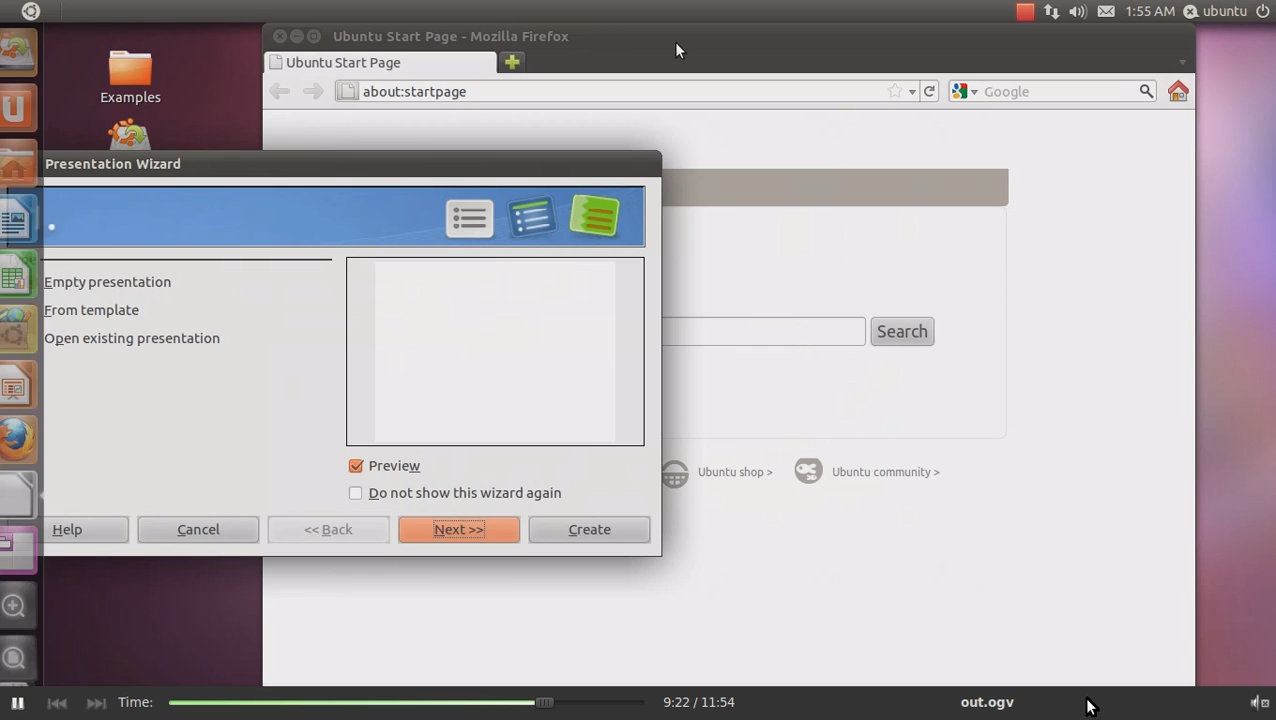 1:55 AM ubuntu
Ubuntu Start Page - Mozilla Firefox
Ubuntu Start Page
about:startpage
Google
Examples
Presentation Wizard
Empty presentation
From template
Open existing presentation
Search
Preview
Do not show this wizard again
Ubuntu shop >
Ubuntu community >
Help
Cancel
<< Back
Next >>
Create
Time:
9:22 / 11:54
out.ogv